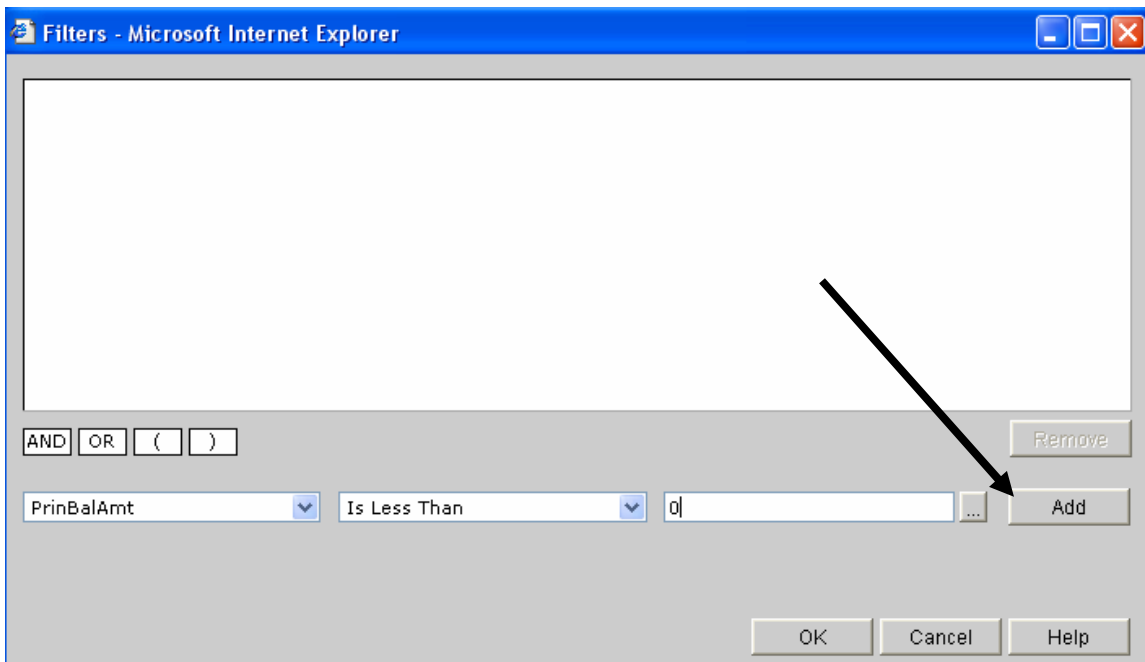 Filters - Microsoft Internet Explorer
AND OR ( ) Remove
PrinBalAmt Is Less Than 0 ... Add
OK Cancel Help